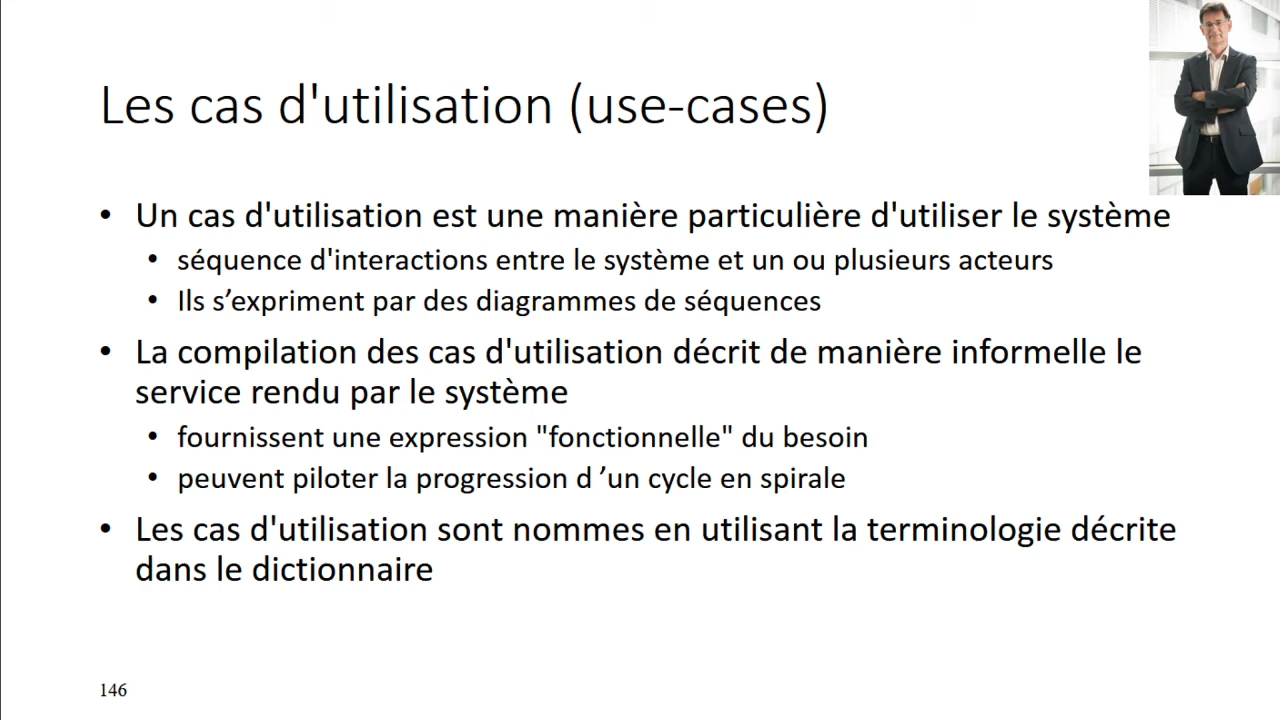 Les cas d'utilisation (use-cases)
• Un cas d'utilisation est une manière particulière d'utiliser le système
• séquence d'interactions entre le système et un ou plusieurs acteurs
• Ils s’expriment par des diagrammes de séquences
• La compilation des cas d'utilisation décrit de manière informelle le
service rendu par le système
• fournissent une expression "fonctionnelle" du besoin
• peuvent piloter la progression d ’un cycle en spirale
• Les cas d'utilisation sont nommes en utilisant la terminologie décrite
dans le dictionnaire
146